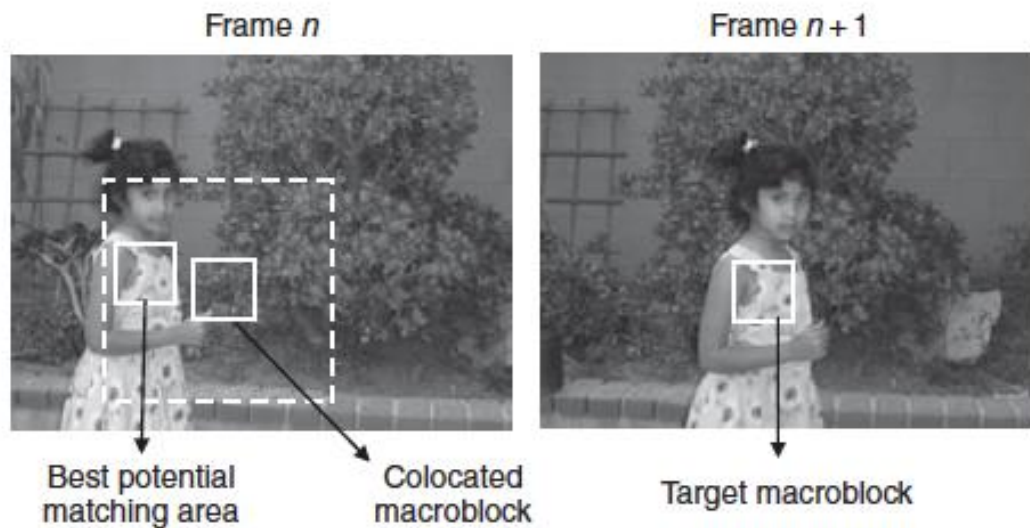 Frame n
Frame n + 1
Best potential
matching area
Colocated
macroblock
Target macroblock